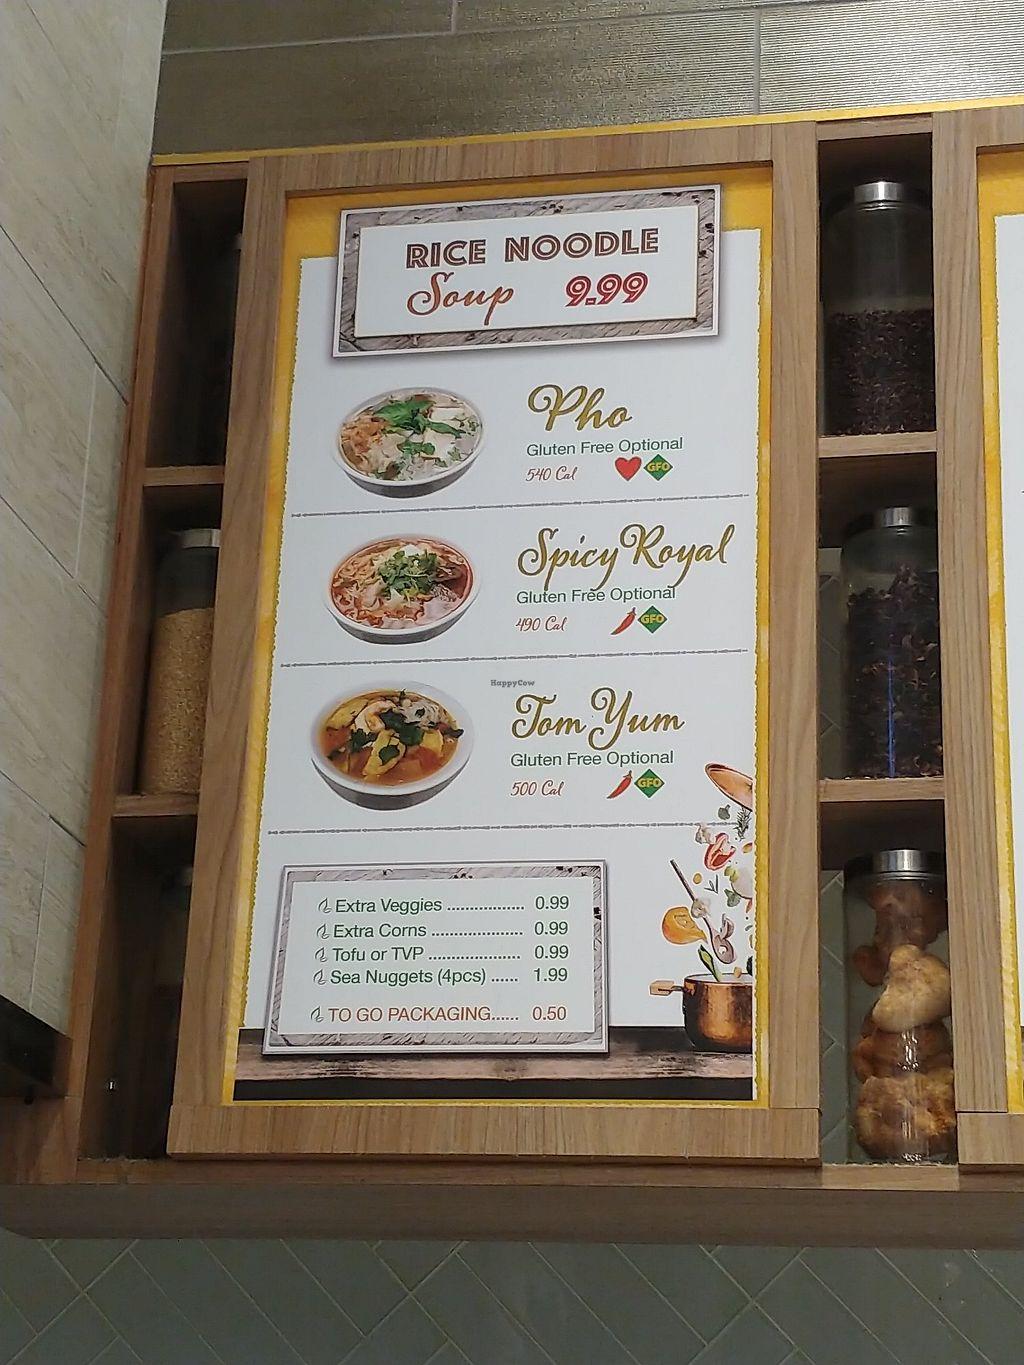 RICE NOODLE
Soup 9.99
Pho
Gluten Free Optional
540 Cal GFO
Spicy Royal
Gluten Free Optional
490 Cal GFO
HappyCow
Tom Yum
Gluten Free Optional
500 Cal GFO
Extra Veggies ................. 0.99
Extra Corns .................... 0.99
Tofu or TVP .................... 0.99
Sea Nuggets (4pcs) ...... 1.99
TO GO PACKAGING...... 0.50